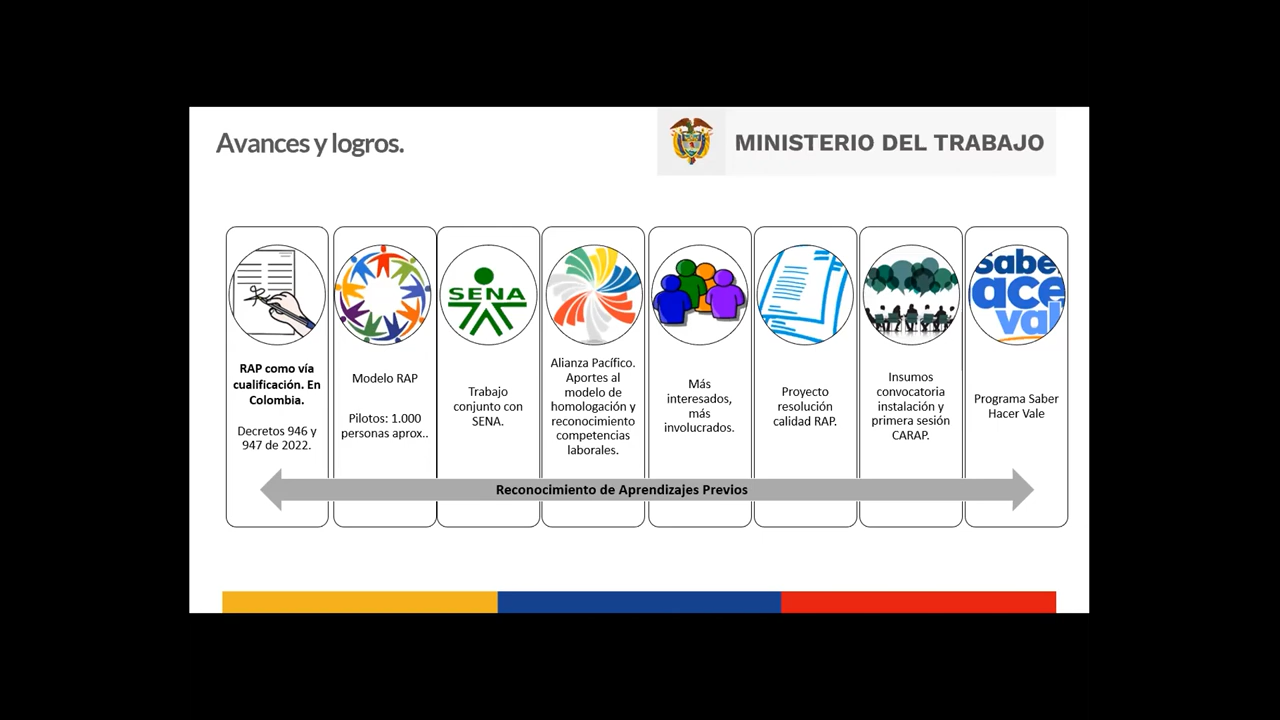 Avances y logros.
MINISTERIO DEL TRABAJO
RAP como vía
cualificación. En
Colombia.
Decretos 946 y
947 de 2022.
Modelo RAP
Pilotos: 1.000
personas aprox..
SENA
Trabajo
conjunto con
SENA.
Alianza Pacífico.
Aportes al
modelo de
homologación y
reconocimiento
competencias
laborales.
Más
interesados,
más
involucrados.
Proyecto
resolución
calidad RAP.
Insumos
convocatoria
instalación y
primera sesión
CARAP.
Sabe
ace
val
Programa Saber
Hacer Vale
Reconocimiento de Aprendizajes Previos